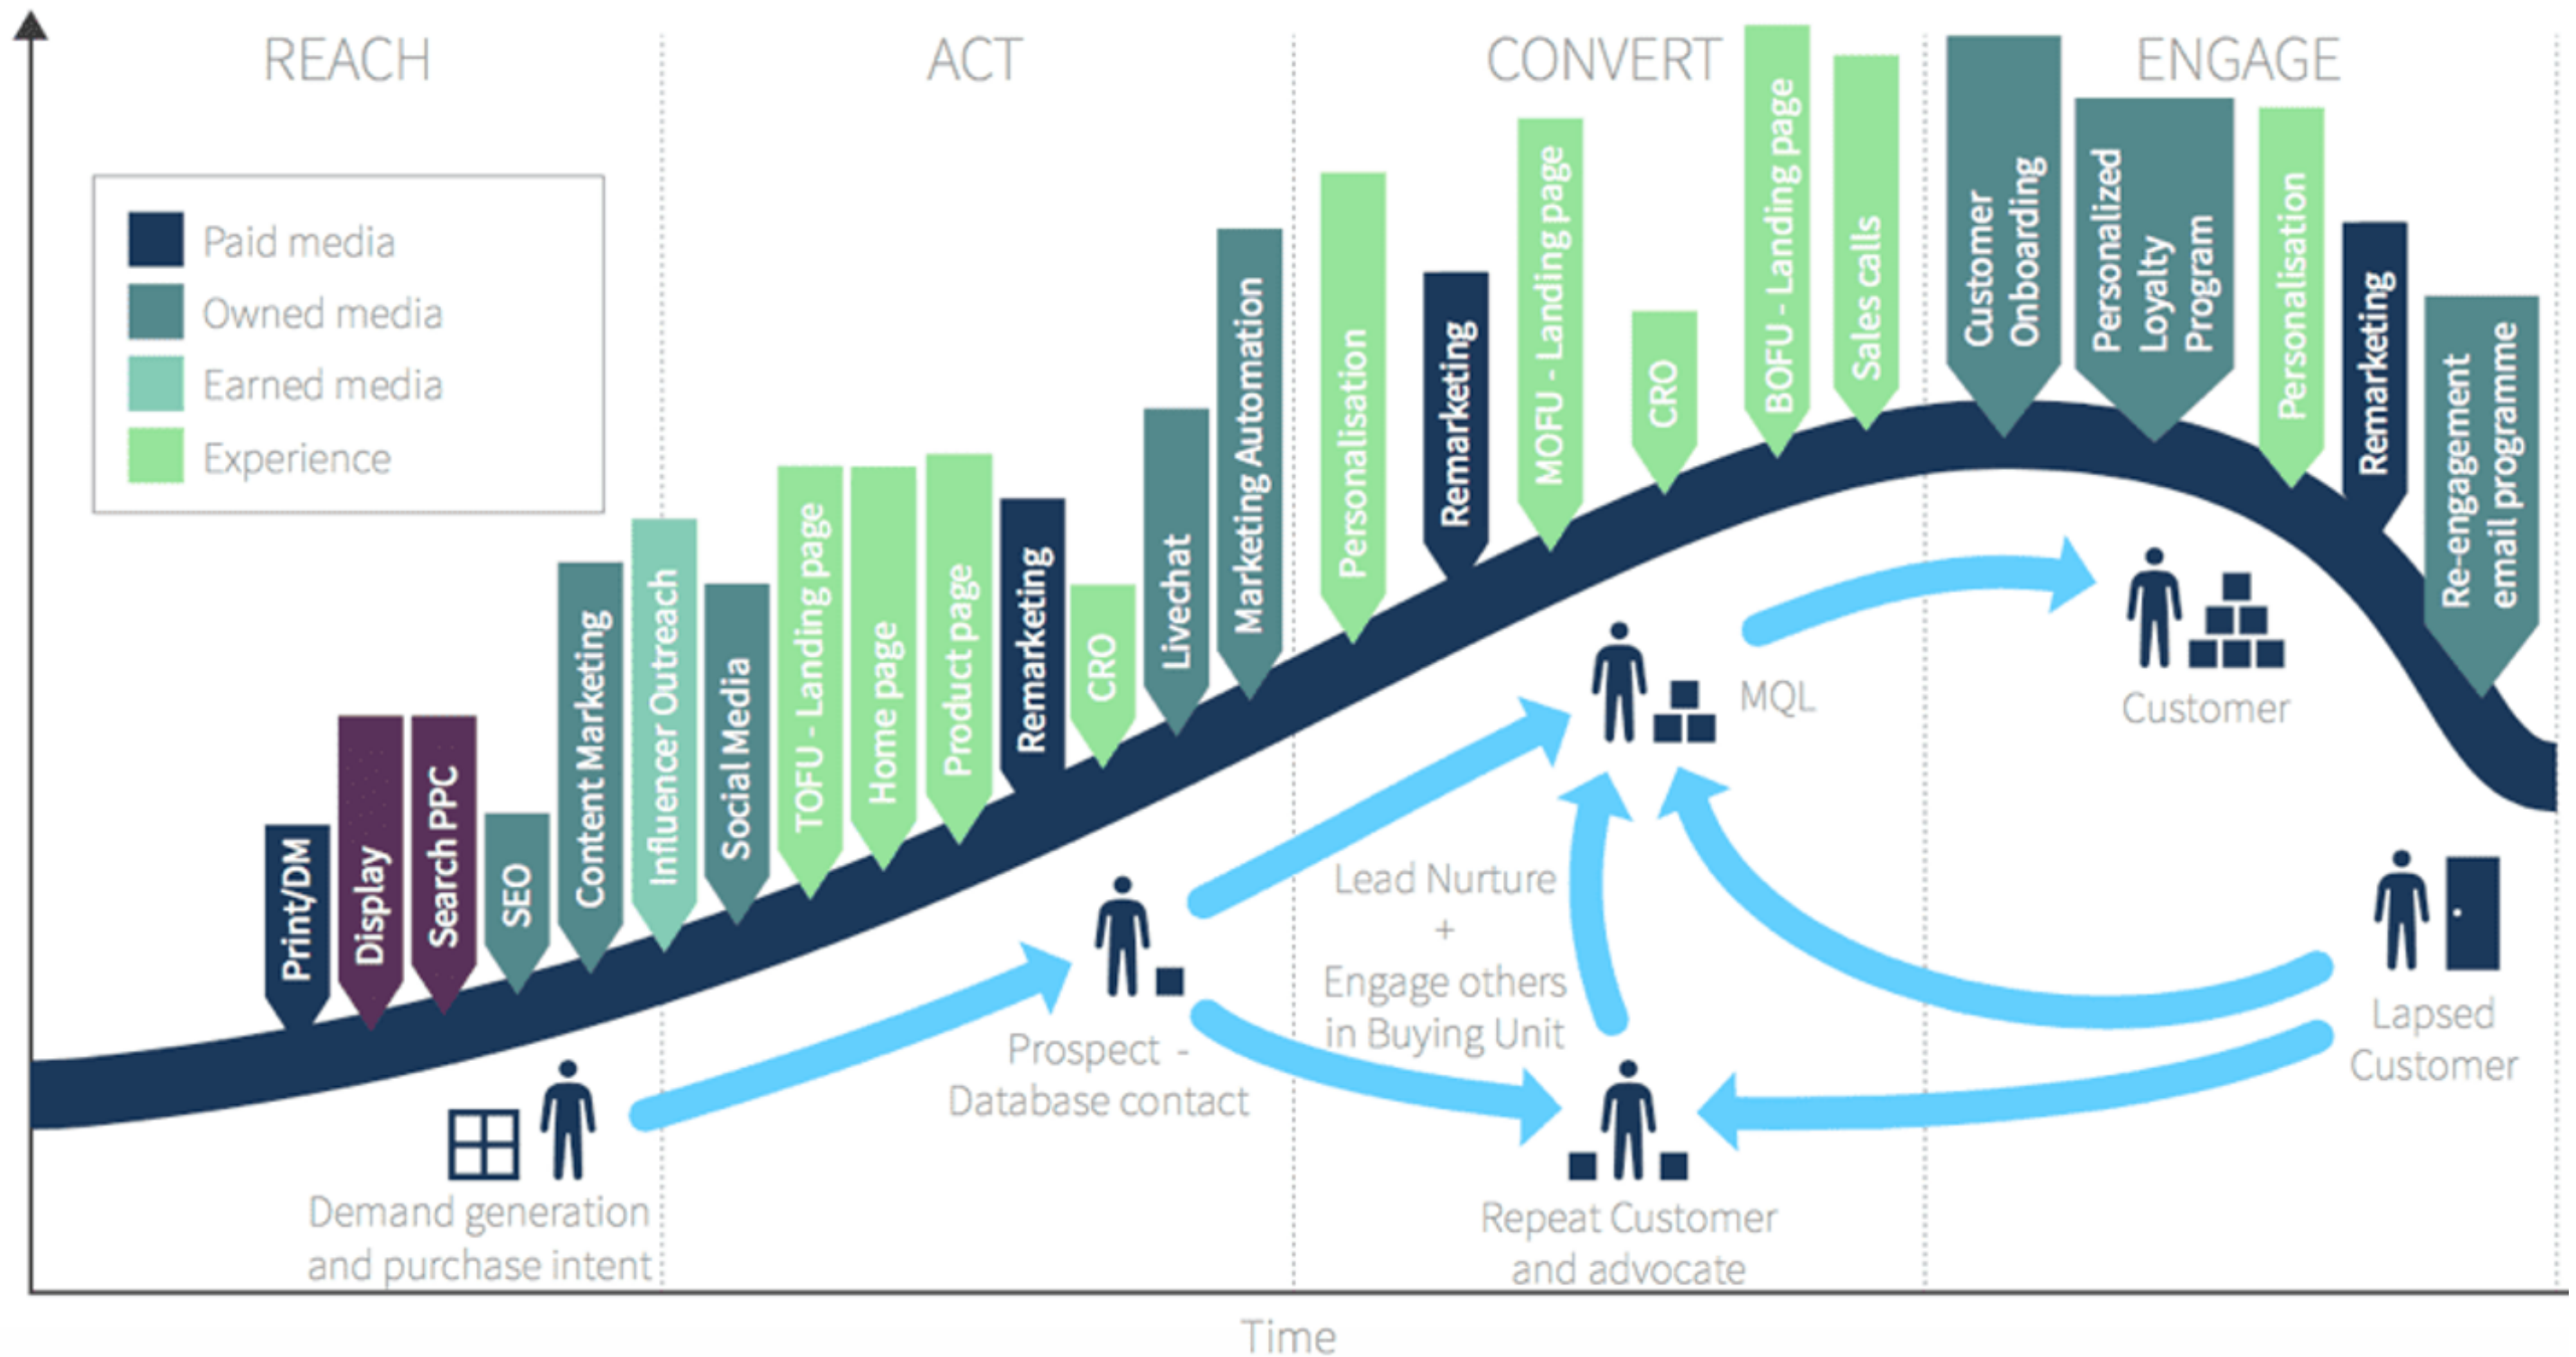 REACH
ACT
CONVERT
ENGAGE
Paid media
Owned media
Earned media
Experience
Print/DM
Display
Search PPC
SEO
Content Marketing
Influencer Outreach
Social Media
TOFU - Landing page
Home page
Product page
Remarketing
CRO
Livechat
Marketing Automation
Personalisation
Remarketing
MOFU - Landing page
CRO
BOFU - Landing page
Sales calls
Customer
Onboarding
Personalized
Loyalty
Program
Personalisation
Remarketing
Re-engagement
email programme
Demand generation
and purchase intent
Prospect -
Database contact
Lead Nurture
+
Engage others
in Buying Unit
MQL
Customer
Repeat Customer
and advocate
Lapsed
Customer
Time